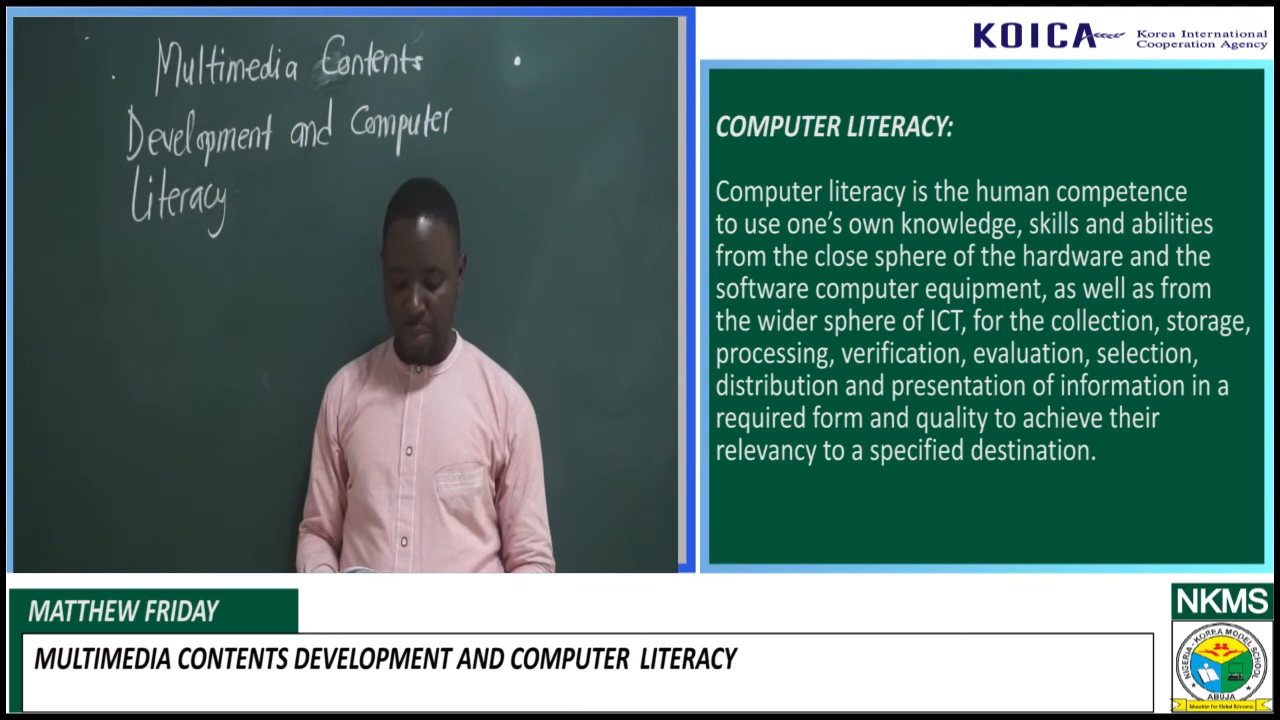 Multimedia Contents
Development and Computer
Literacy
KOICA
Korea International
Cooperation Agency
COMPUTER LITERACY:
Computer literacy is the human competence
to use one's own knowledge, skills and abilities
from the close sphere of the hardware and the
software computer equipment, as well as from
the wider sphere of ICT, for the collection, storage,
processing, verification, evaluation, selection,
distribution and presentation of information in a
required form and quality to achieve their
relevancy to a specified destination.
MATTHEW FRIDAY
MULTIMEDIA CONTENTS DEVELOPMENT AND COMPUTER LITERACY
NKMS
NIGERIA - KOREA MODEL SCHOOL
ABUJA
Education For Global Relevance